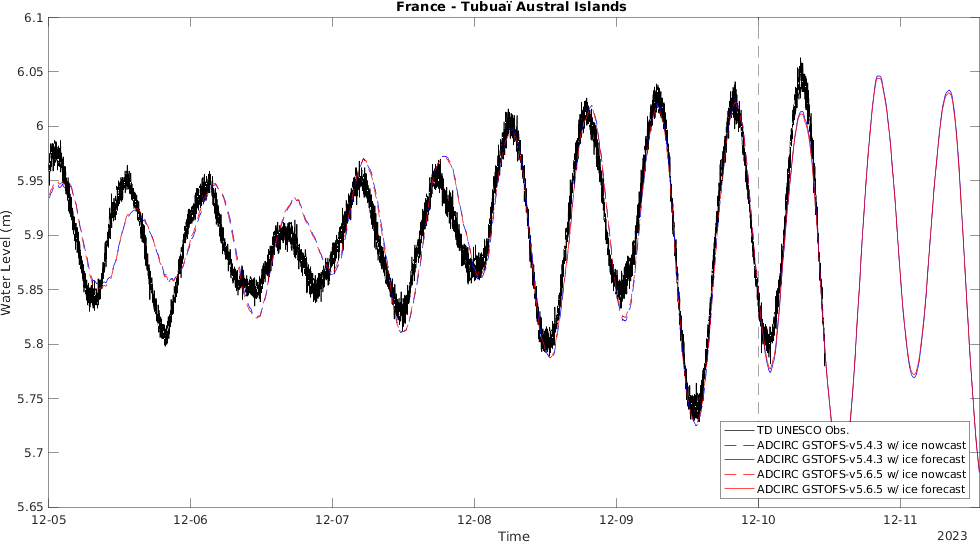 France - Tubuaï Austral Islands
6.1
6.05
6
5.95
5.9
5.85
5.8
5.75
5.7
5.65
Water Level (m)
12-05
12-06
12-07
12-08
12-09
12-10
12-11
Time
2023
TD UNESCO Obs.
ADCIRC GSTOFS-v5.4.3 w/ ice nowcast
ADCIRC GSTOFS-v5.4.3 w/ ice forecast
ADCIRC GSTOFS-v5.6.5 w/ ice nowcast
ADCIRC GSTOFS-v5.6.5 w/ ice forecast